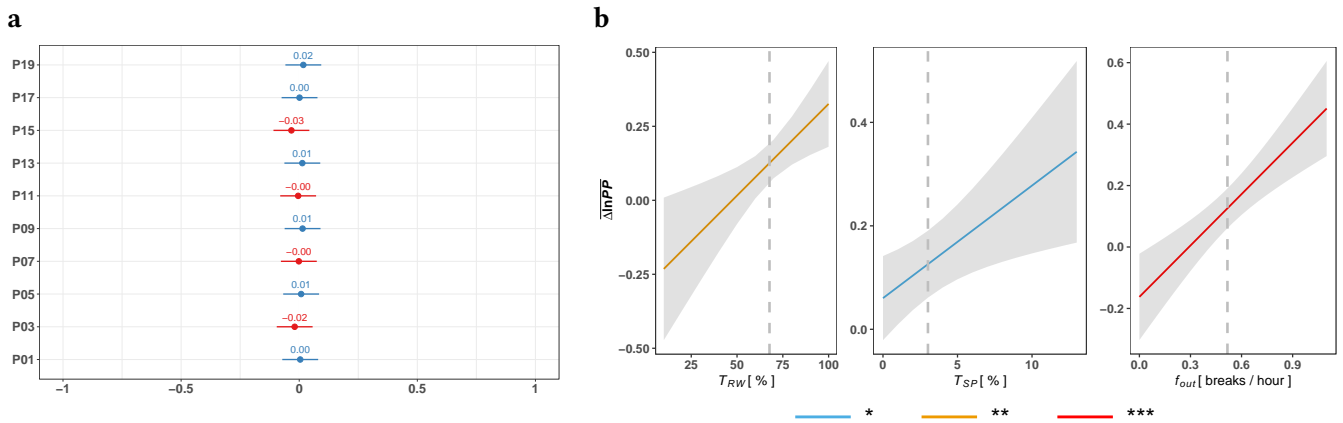 a
b
P19
P17
P15
P13
P11
P09
P07
P05
P03
P01
0.02
0.00
−0.03
0.01
−0.00
0.01
−0.00
0.01
−0.02
0.00
−1
−0.5
0
0.5
1
ΔlnPP
0.50
0.25
0.00
−0.25
−0.50
25
50
75
100
T_RW [ % ]
0.4
0.2
0.0
0
5
10
T_SP [ % ]
0.6
0.4
0.2
0.0
−0.2
0.0
0.3
0.6
0.9
f_out [ breaks / hour ]
*
**
***